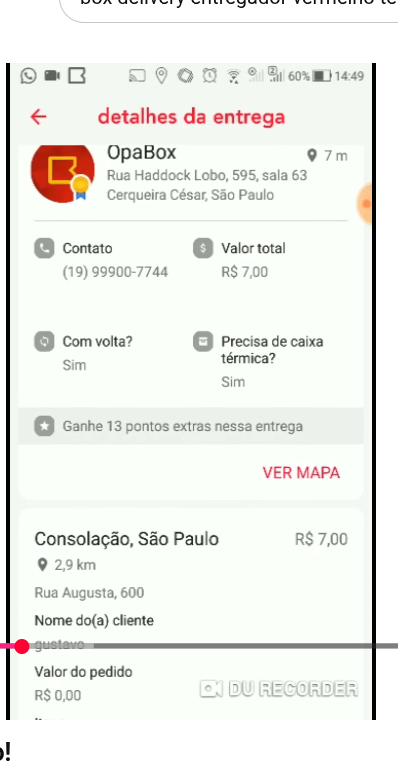 box delivery entregador vermelho te
60% 14:49
detalhes da entrega
OpaBox
7 m
Rua Haddock Lobo, 595, sala 63
Cerqueira César, São Paulo
Contato
Valor total
(19) 99900-7744
R$ 7,00
Com volta?
Precisa de caixa
térmica?
Sim
Sim
Ganhe 13 pontos extras nessa entrega
VER MAPA
Consolação, São Paulo
R$ 7,00
2,9 km
Rua Augusta, 600
Nome do(a) cliente
gustavo
Valor do pedido
R$ 0,00
DU RECORDER
o!